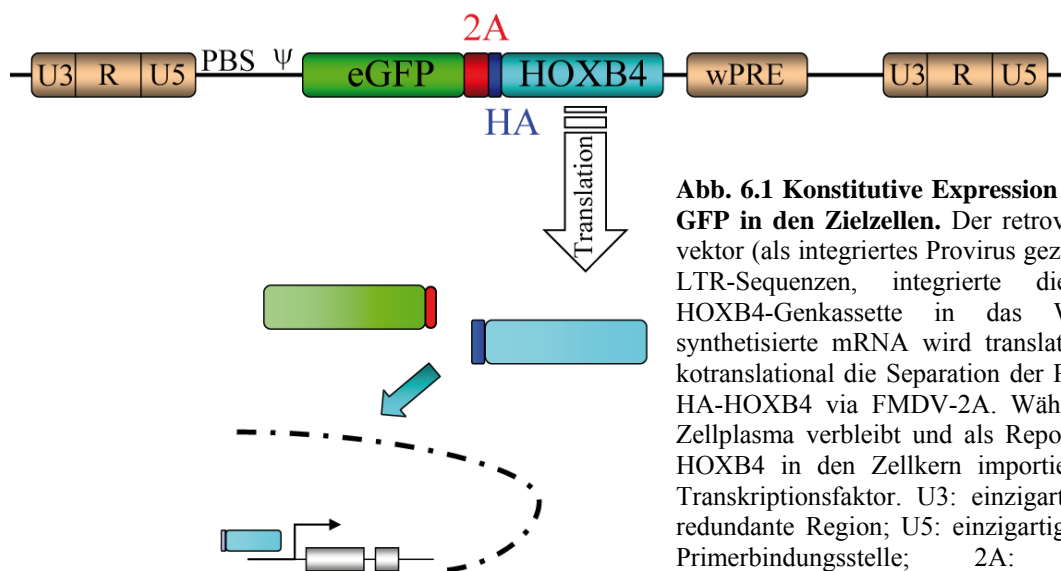 2A
U3 R U5 PBS Ψ eGFP HOXB4 wPRE U3 R U5
HA
Translation
Abb. 6.1 Konstitutive Expression
GFP in den Zielzellen. Der retrov
vektor (als integriertes Provirus gez
LTR-Sequenzen, integrierte die
HOXB4-Genkassette in das
synthetisierte mRNA wird translat
kotranslational die Separation der
HA-HOXB4 via FMDV-2A. Wäh
Zellplasma verbleibt und als Repo
HOXB4 in den Zellkern importie
Transkriptionsfaktor. U3: einzigart
redundante Region; U5: einzigartig
Primerbindungsstelle; 2A: